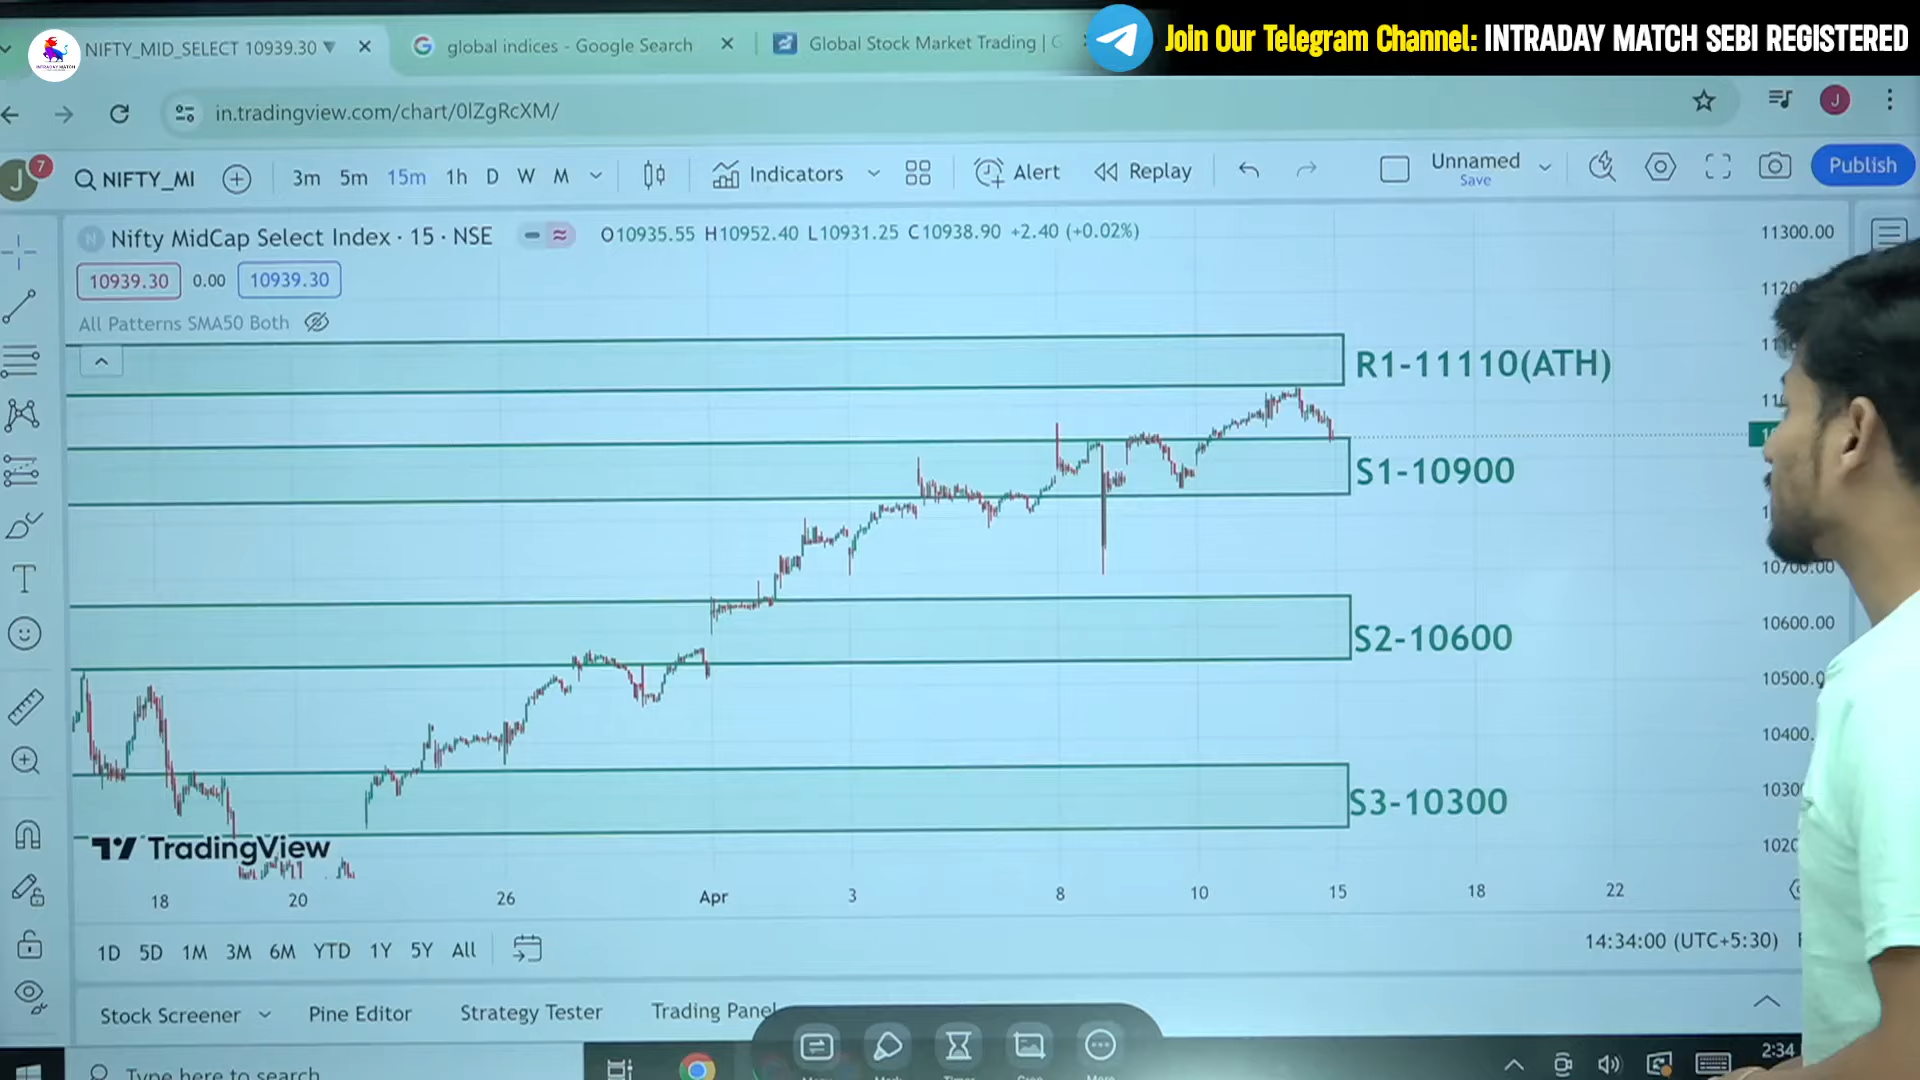 NIFTY_MID_SELECT 10939.30
global indices - Google Search
Global Stock Market Trading |
Join Our Telegram Channel: INTRADAY MATCH SEBI REGISTERED
in.tradingview.com/chart/0lZgRcXM/
J
J
7
NIFTY_MI
3m 5m 15m 1h D W M
Indicators
Alert
Replay
Unnamed
Save
Publish
Nifty MidCap Select Index · 15 · NSE
O10935.55 H10952.40 L10931.25 C10938.90 +2.40 (+0.02%)
10939.30 0.00 10939.30
All Patterns SMA50 Both
11300.00
R1-11110(ATH)
S1-10900
10700.00
10600.00
S2-10600
S3-10300
TradingView
18 20 26 Apr 3 8 10 15 18 22
1D 5D 1M 3M 6M YTD 1Y 5Y All
14:34:00 (UTC+5:30)
Stock Screener
Pine Editor
Strategy Tester
Trading Panel
Type here to search
2:34